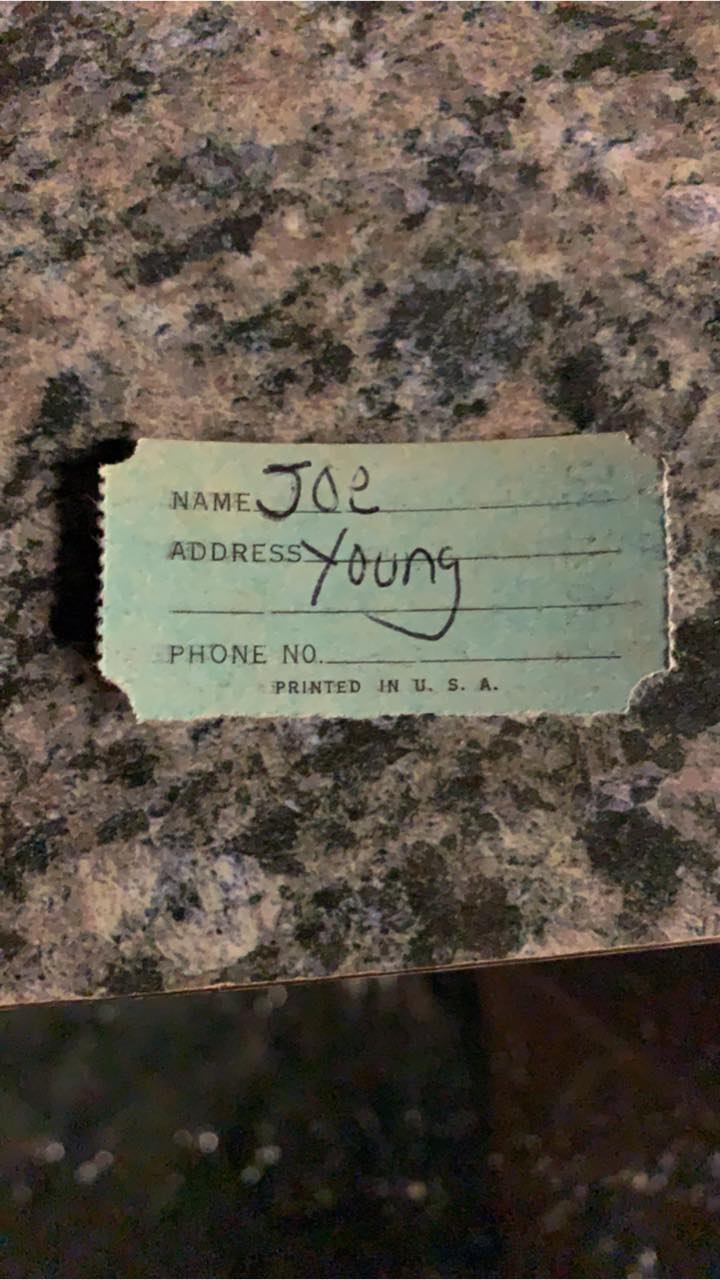 NAME Joe
ADDRESS Young
PHONE NO.
PRINTED IN U. S. A.